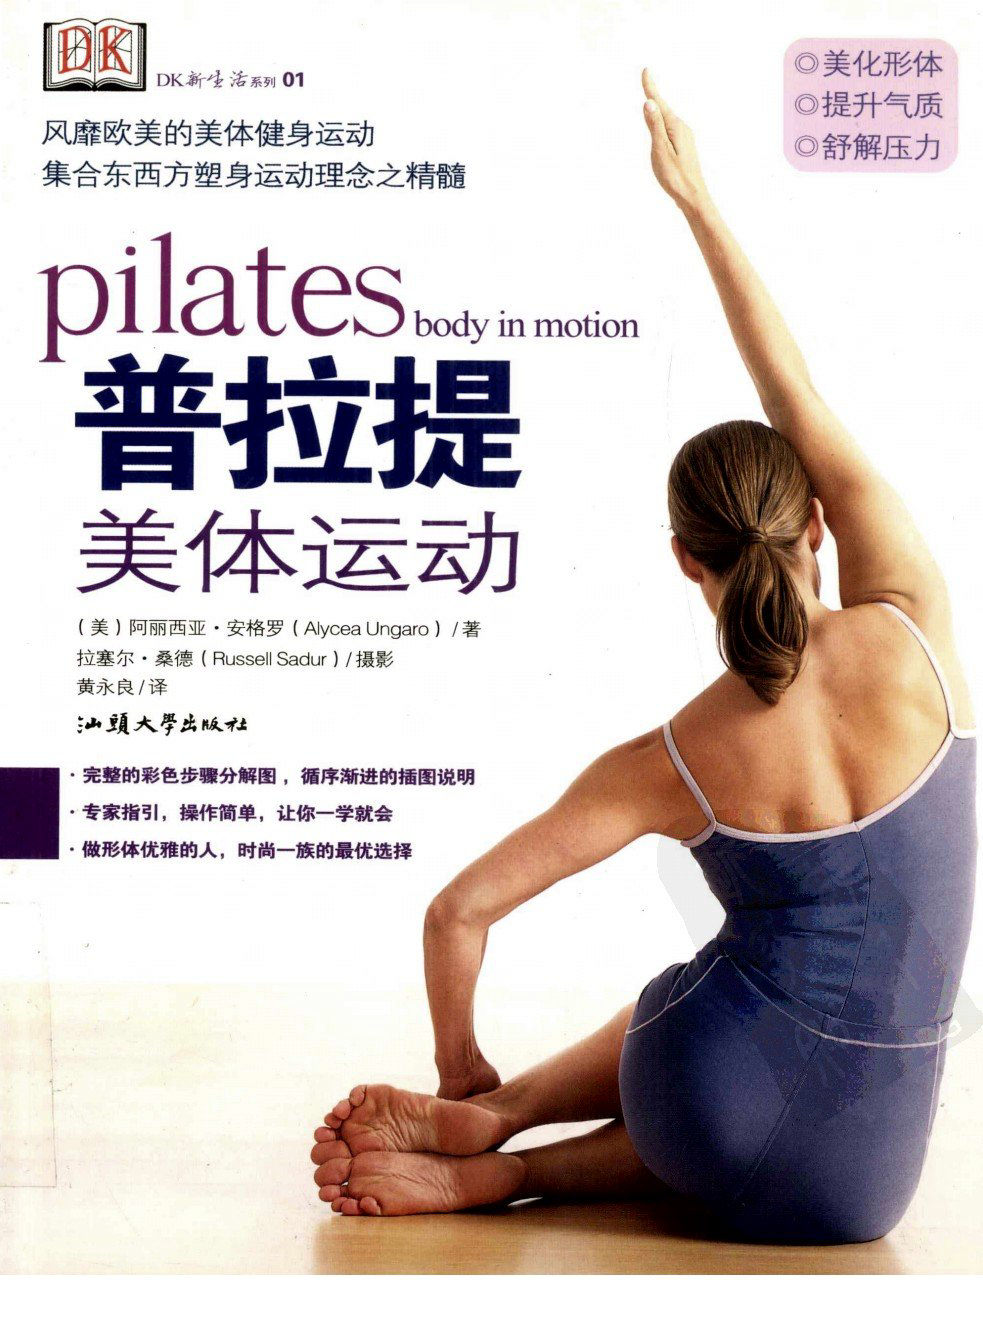 DK
DK新生活系列 01
◎美化形体
◎提升气质
◎舒解压力
风靡欧美的美体健身运动
集合东西方塑身运动理念之精髓
pilates body in motion
普拉提
美体运动
（美）阿丽西亚·安格罗（Alycea Ungaro）/著
拉塞尔·桑德（Russell Sadur）/摄影
黄永良/译
汕頭大學出版社
·完整的彩色步骤分解图，循序渐进的插图说明
·专家指引，操作简单，让你一学就会
·做形体优雅的人，时尚一族的最优选择